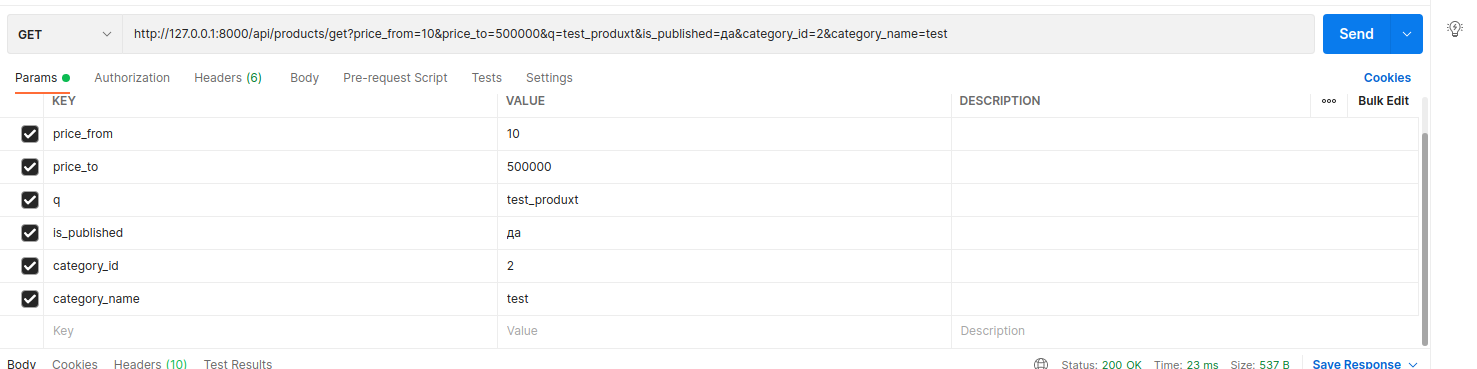 GET http://127.0.0.1:8000/api/products/get?price_from=10&price_to=500000&q=test_produxt&is_published=да&category_id=2&category_name=test Send
Params Authorization Headers (6) Body Pre-request Script Tests Settings Cookies
KEY VALUE DESCRIPTION Bulk Edit
price_from 10
price_to 500000
q test_produxt
is_published да
category_id 2
category_name test
Key Value Description
Body Cookies Headers (10) Test Results Status: 200 OK Time: 23 ms Size: 537 B Save Response